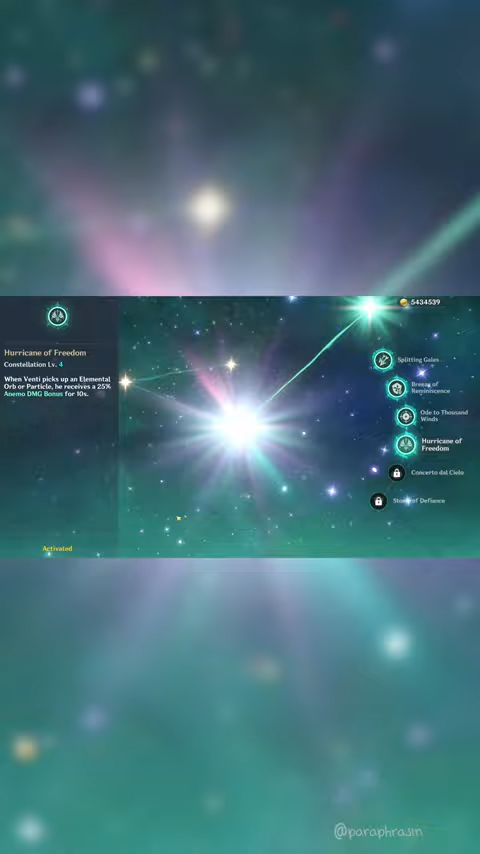 5434539
Hurricane of Freedom
Constellation Lv. 4
When Venti picks up an Elemental
Orb or Particle, he receives a 25%
Anemo DMG Bonus for 10s.
Activated
Splitting Gales
Breeze of
Reminiscence
Ode to Thousand
Winds
Hurricane of
Freedom
Concerto dal Cielo
Stormeye of Defiance
@paraphrasin